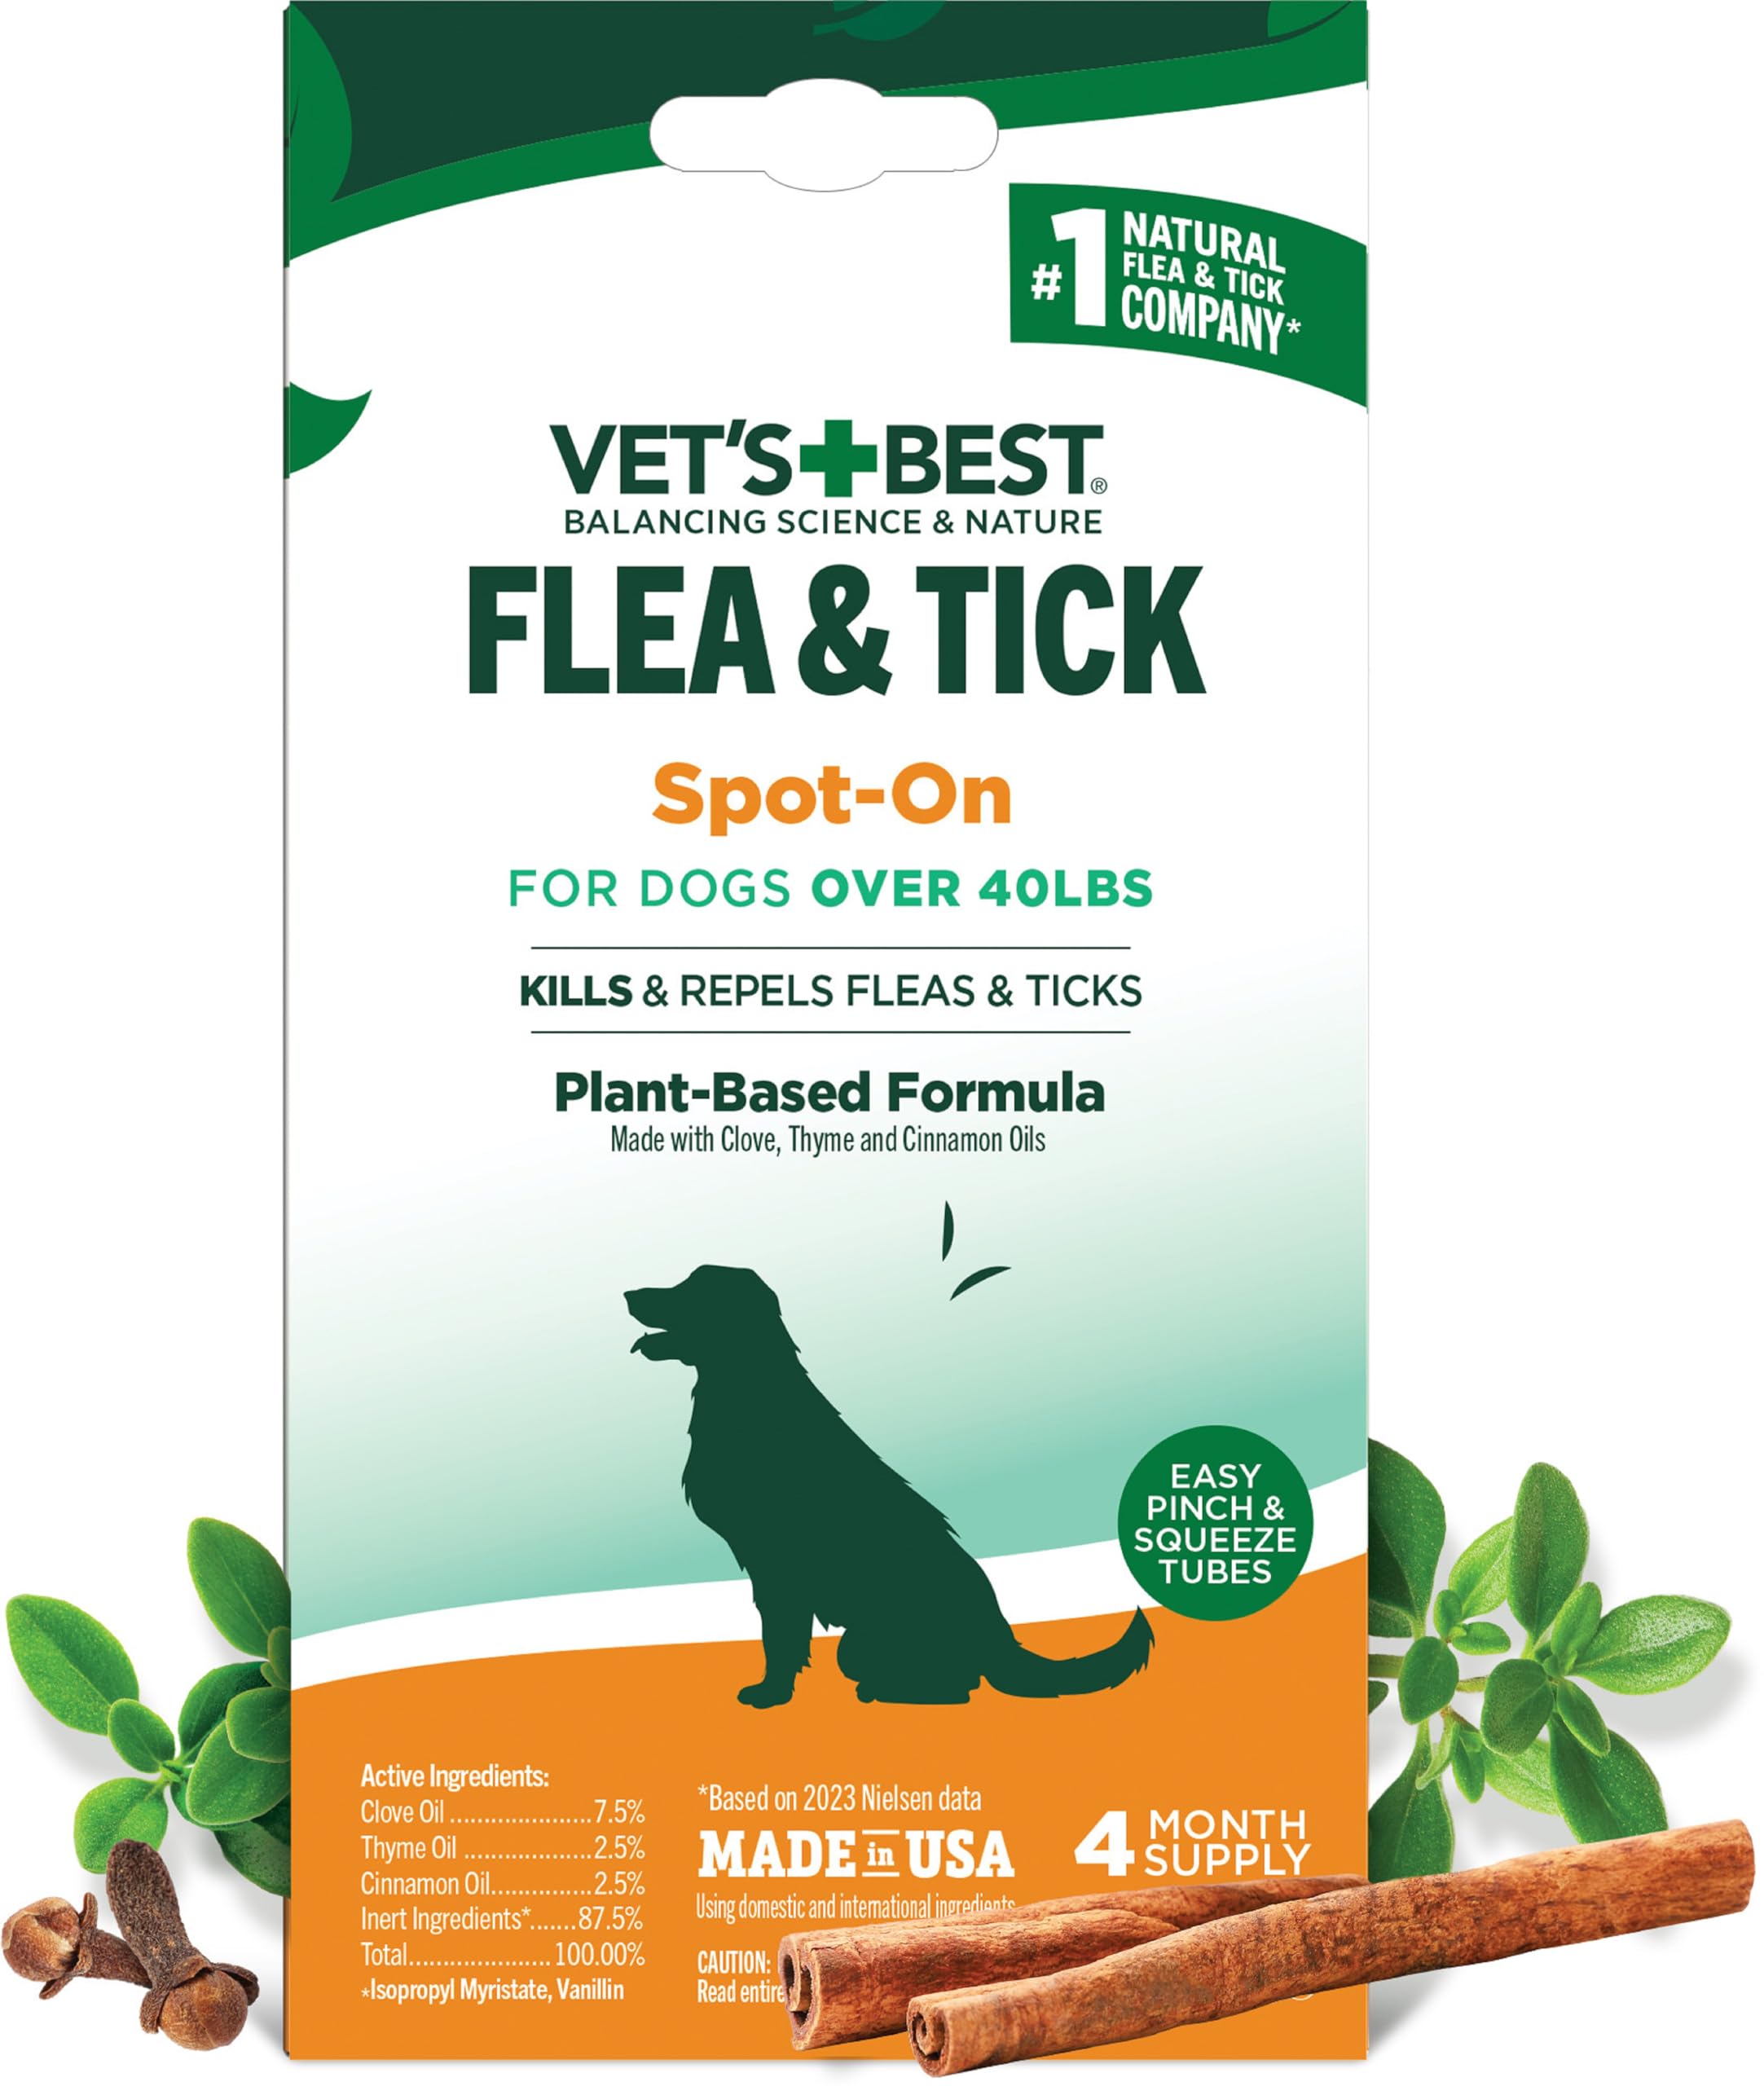 #1 NATURAL
FLEA & TICK
COMPANY*
VET'S+BEST®
BALANCING SCIENCE & NATURE
FLEA & TICK
Spot-On
FOR DOGS OVER 40LBS
KILLS & REPELS FLEAS & TICKS
Plant-Based Formula
Made with Clove, Thyme and Cinnamon Oils
EASY
PINCH &
SQUEEZE
TUBES
Active Ingredients:
Clove Oil ....................7.5%
Thyme Oil ..................2.5%
Cinnamon Oil..............2.5%
Inert Ingredients*.......87.5%
Total.................... 100.00%
*Isopropyl Myristate, Vanillin
*Based on 2023 Nielsen data
MADE in USA
Using domestic and international ingredients
CAUTION:
Read entire
4 MONTH
SUPPLY